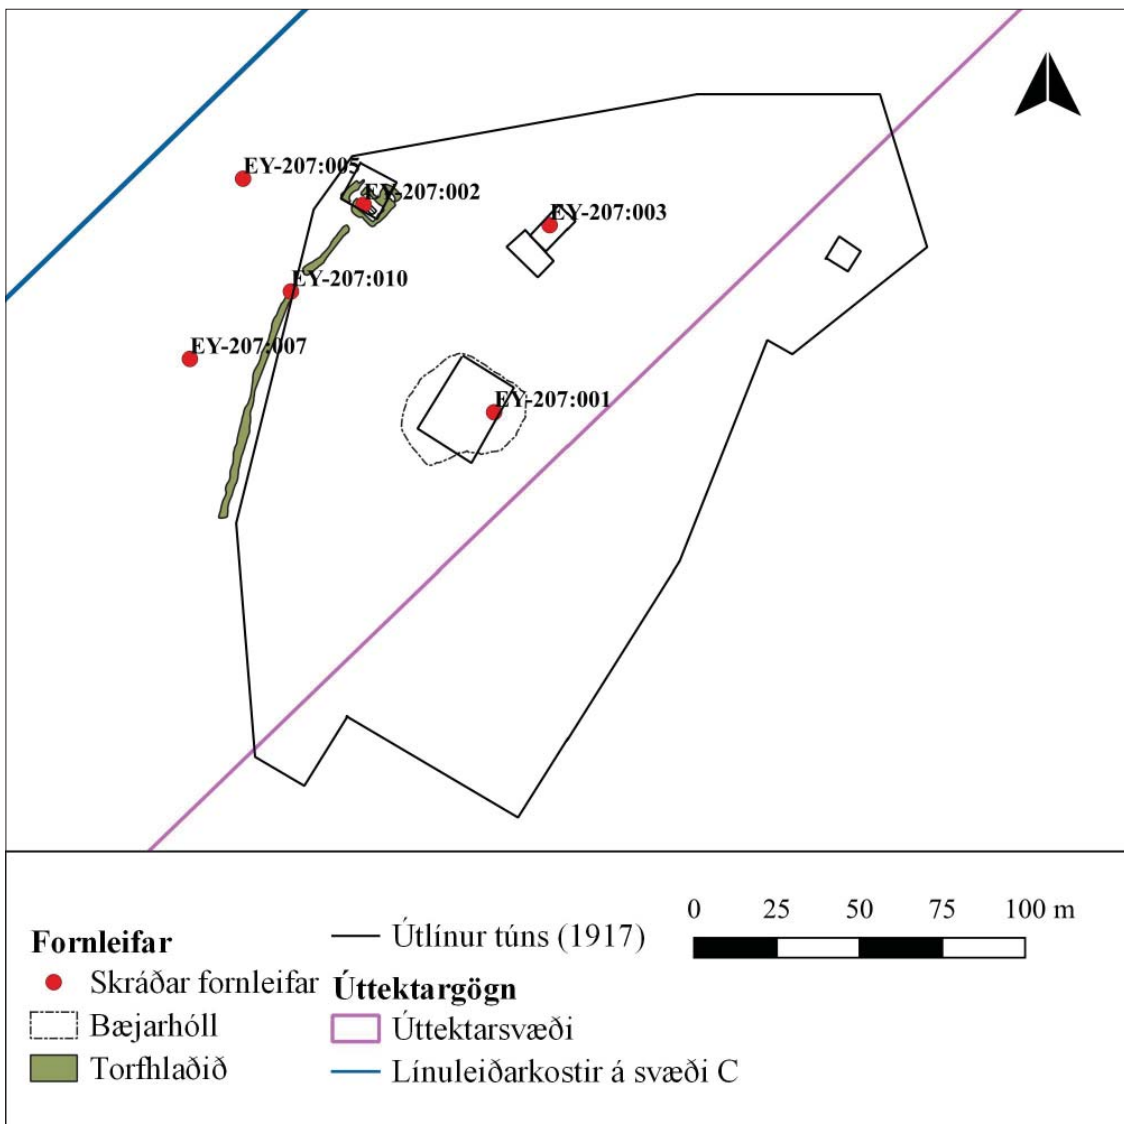 EY-207:005
EY-207:002
EY-207:003
EY-207:010
EY-207:007
EY-207:001
0 25 50 75 100 m
Fornleifar
Skráðar fornleifar
Bæjarhóll
Torfhlaðið
Útlínur túns (1917)
Úttektargögn
Úttektarsvæði
Línuleiðarkostir á svæði C